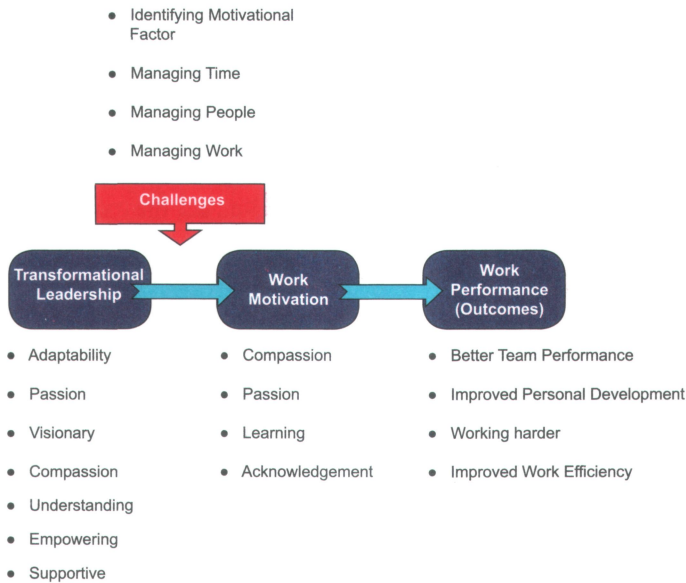 • Identifying Motivational
Factor
• Managing Time
• Managing People
• Managing Work
Challenges
Transformational
Leadership
Work
Motivation
Work
Performance
(Outcomes)
• Adaptability
• Passion
• Visionary
• Compassion
• Understanding
• Empowering
• Supportive
• Compassion
• Passion
• Learning
• Acknowledgement
• Better Team Performance
• Improved Personal Development
• Working harder
• Improved Work Efficiency